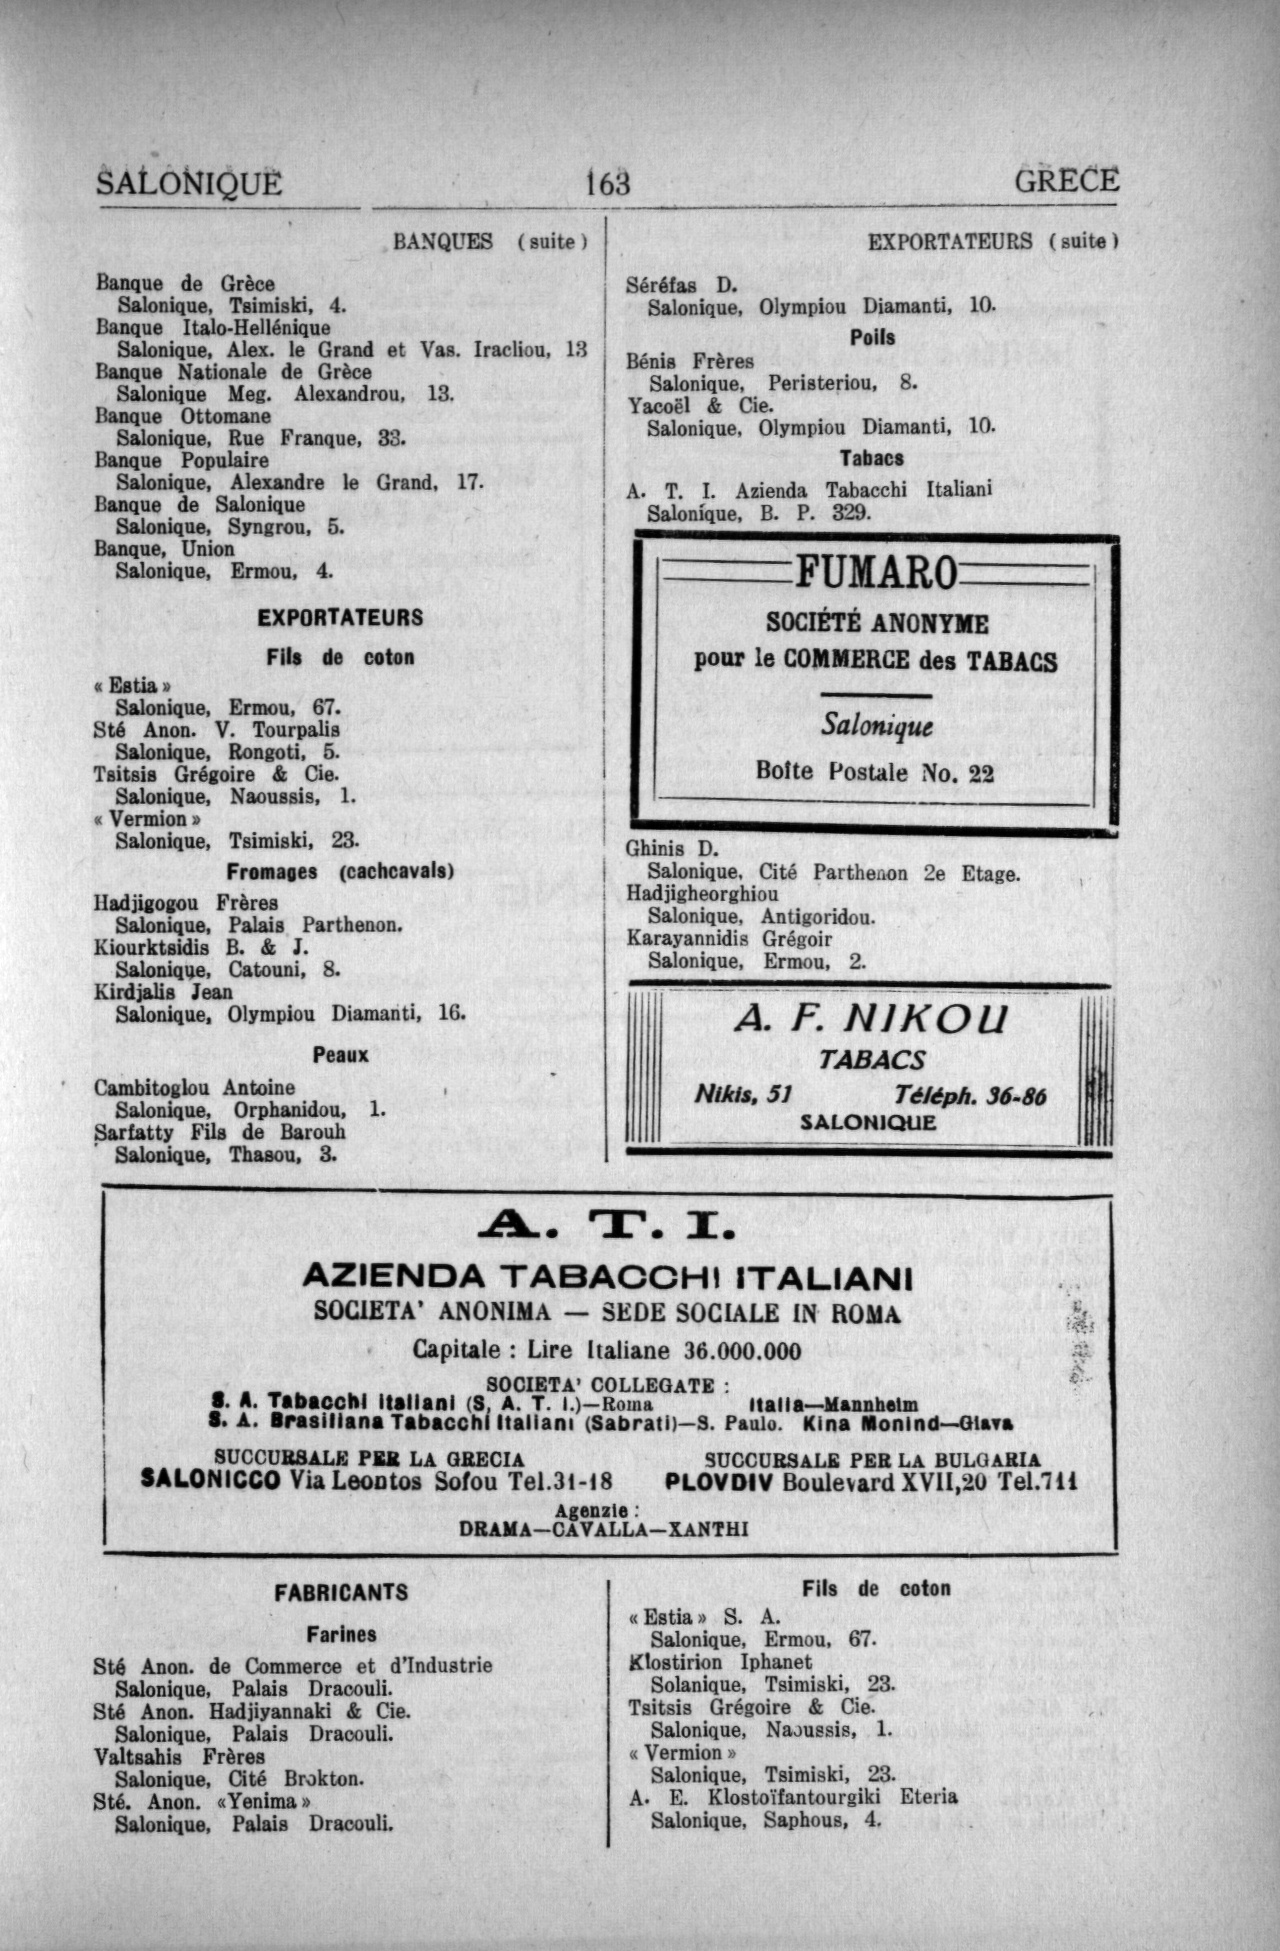 SALONIQUE 163 GRECE
BANQUES (suite)
Banque de Grèce
Salonique, Tsimiski, 4.
Banque Italo-Hellénique
Salonique, Alex. le Grand et Vas. Iracliou, 13
Banque Nationale de Grèce
Salonique Meg. Alexandrou, 13.
Banque Ottomane
Salonique, Rue Franque, 33.
Banque Populaire
Salonique, Alexandre le Grand, 17.
Banque de Salonique
Salonique, Syngrou, 5.
Banque, Union
Salonique, Ermou, 4.
EXPORTATEURS
Fils de coton
« Estia »
Salonique, Ermou, 67.
Sté Anon. V. Tourpalis
Salonique, Rongoti, 5.
Tsitsis Grégoire & Cie.
Salonique, Naoussis, 1.
« Vermion »
Salonique, Tsimiski, 23.
Fromages (cachcavals)
Hadjigogou Frères
Salonique, Palais Parthenon.
Kiourktsidis B. & J.
Salonique, Catouni, 8.
Kirdjalis Jean
Salonique, Olympiou Diamanti, 16.
Peaux
Cambitoglou Antoine
Salonique, Orphanidou, 1.
Sarfatty Fils de Barouh
Salonique, Thasou, 3.
EXPORTATEURS (suite)
Séréfas D.
Salonique, Olympiou Diamanti, 10.
Poils
Bénis Frères
Salonique, Peristeriou, 8.
Yacoël & Cie.
Salonique, Olympiou Diamanti, 10.
Tabacs
A. T. I. Azienda Tabacchi Italiani
Salonique, B. P. 329.
FUMARO
SOCIÉTÉ ANONYME
pour le COMMERCE des TABACS
Salonique
Boîte Postale No. 22
Ghinis D.
Salonique, Cité Parthenon 2e Etage.
Hadjigheorghiou
Salonique, Antigoridou.
Karayannidis Grégoir
Salonique, Ermou, 2.
A. F. NIKOU
TABACS
Nikis, 51 Téléph. 36-86
SALONIQUE
A. T. I.
AZIENDA TABACCHI ITALIANI
SOCIETA' ANONIMA — SEDE SOCIALE IN ROMA
Capitale : Lire Italiane 36.000.000
SOCIETA' COLLEGATE :
S. A. Tabacchi Italiani (S. A. T. I.)—Roma Italia—Mannheim
S. A. Brasiliana Tabacchi Italiani (Sabrati)—S. Paulo. Kina Monind—Giava
SUCCURSALE PER LA GRECIA SUCCURSALE PER LA BULGARIA
SALONICCO Via Leontos Sofou Tel.31-18 PLOVDIV Boulevard XVII,20 Tel.711
Agenzie :
DRAMA—CAVALLA—XANTHI
FABRICANTS
Farines
Sté Anon. de Commerce et d'Industrie
Salonique, Palais Dracouli.
Sté Anon. Hadjiyannaki & Cie.
Salonique, Palais Dracouli.
Valtsahis Frères
Salonique, Cité Brokton.
Sté. Anon. «Yenima»
Salonique, Palais Dracouli.
Fils de coton
« Estia » S. A.
Salonique, Ermou, 67.
Klostirion Iphanet
Solanique, Tsimiski, 23.
Tsitsis Grégoire & Cie.
Salonique, Naoussis, 1.
« Vermion »
Salonique, Tsimiski, 23.
A. E. Klostoïfantourgiki Eteria
Salonique, Saphous, 4.